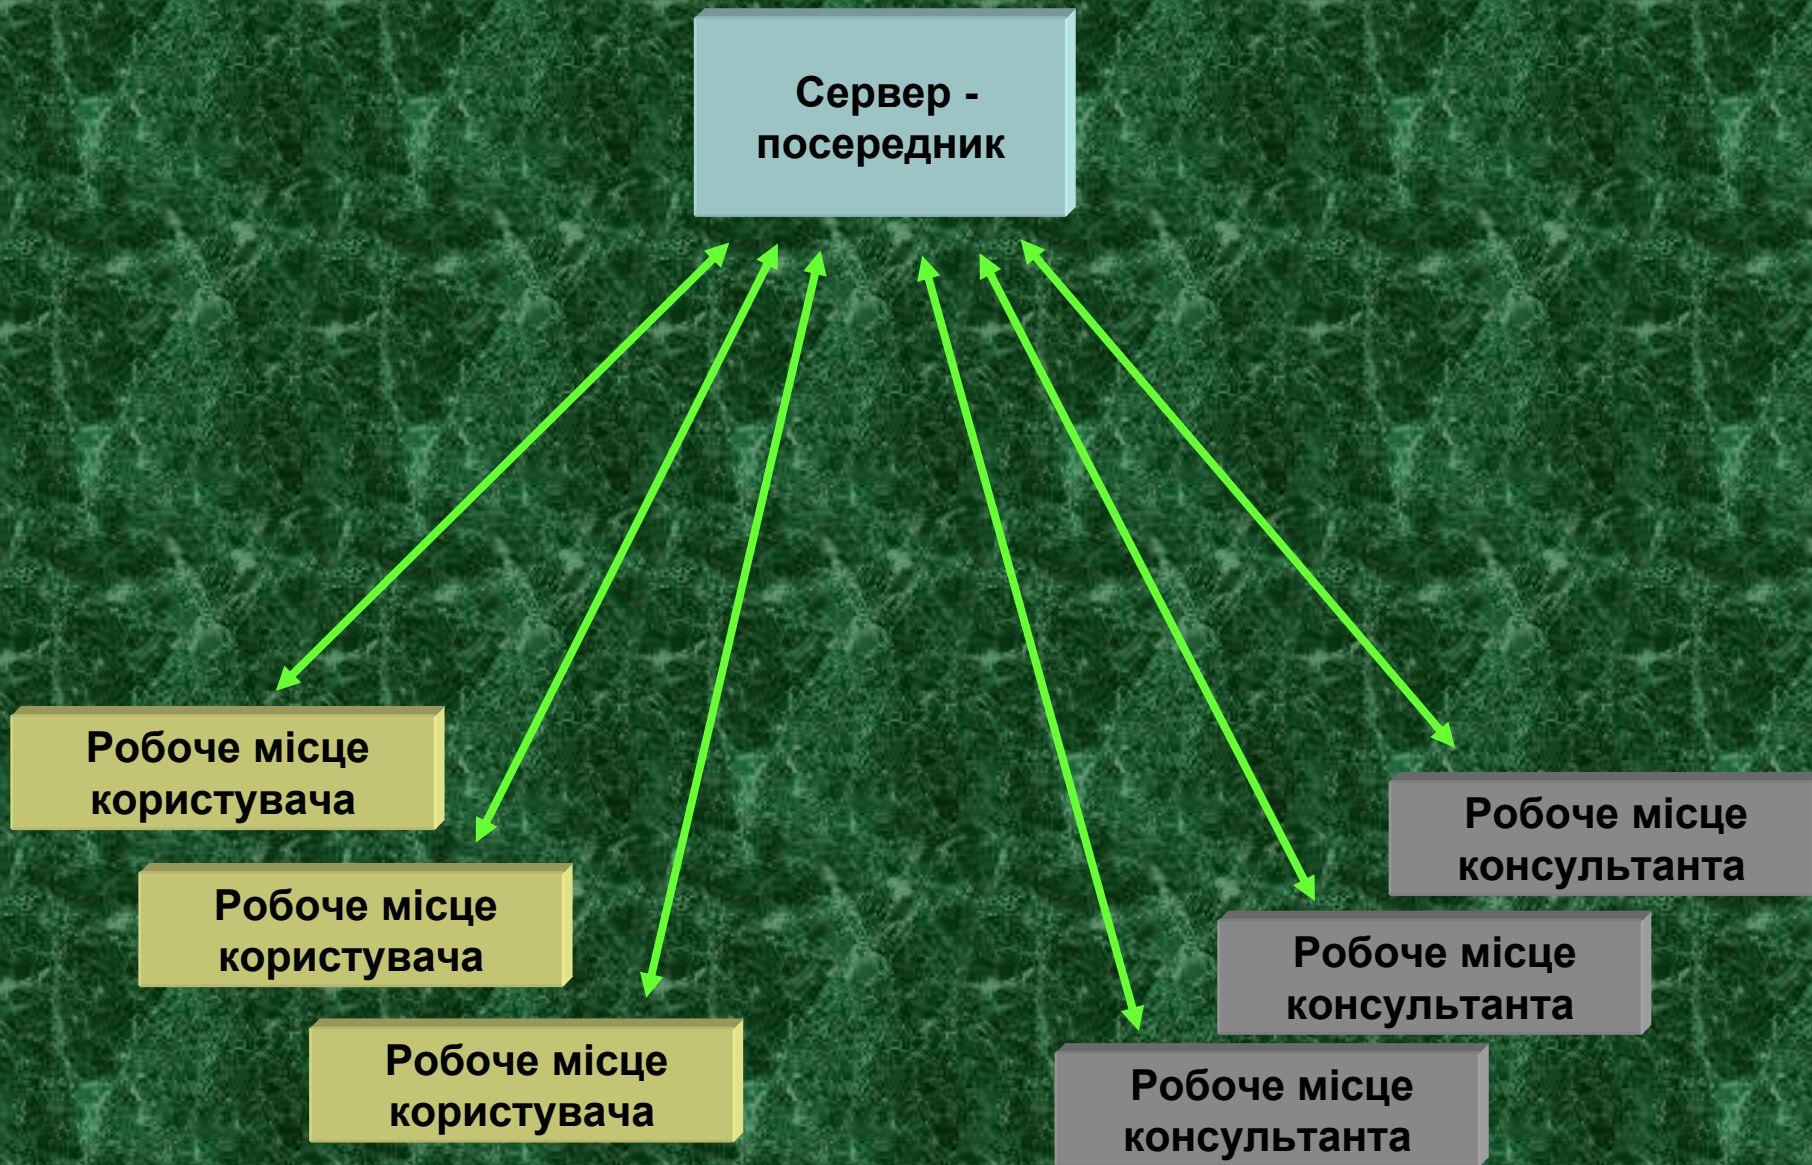 Сервер -
посередник
Робоче місце
користувача
Робоче місце
користувача
Робоче місце
користувача
Робоче місце
консультанта
Робоче місце
консультанта
Робоче місце
консультанта